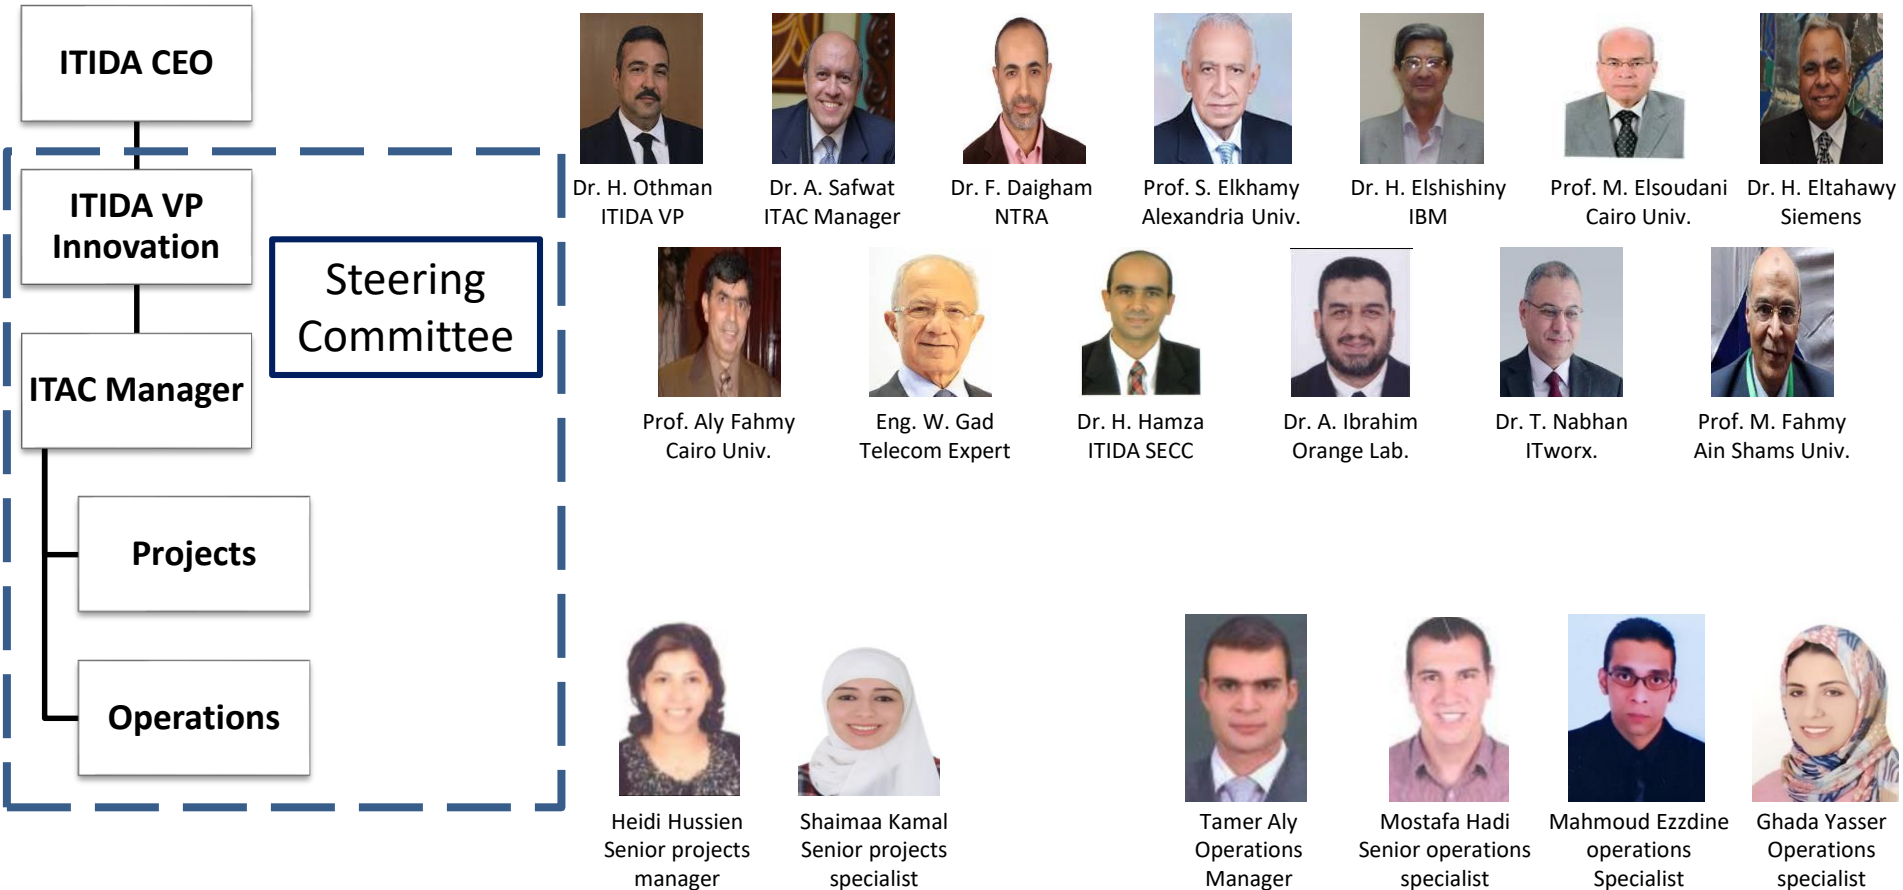 ITIDA CEO
ITIDA VP
Innovation
Steering
Committee
ITAC Manager
Projects
Operations
Dr. H. Othman
ITIDA VP
Dr. A. Safwat
ITAC Manager
Dr. F. Daigham
NTRA
Prof. S. Elkhamy
Alexandria Univ.
Dr. H. Elshishiny
IBM
Prof. M. Elsoudani
Cairo Univ.
Dr. H. Eltahawy
Siemens
Prof. Aly Fahmy
Cairo Univ.
Eng. W. Gad
Telecom Expert
Dr. H. Hamza
ITIDA SECC
Dr. A. Ibrahim
Orange Lab.
Dr. T. Nabhan
ITworx.
Prof. M. Fahmy
Ain Shams Univ.
Heidi Hussien
Senior projects
manager
Shaimaa Kamal
Senior projects
specialist
Tamer Aly
Operations
Manager
Mostafa Hadi
Senior operations
specialist
Mahmoud Ezzdine
operations
Specialist
Ghada Yasser
Operations
specialist